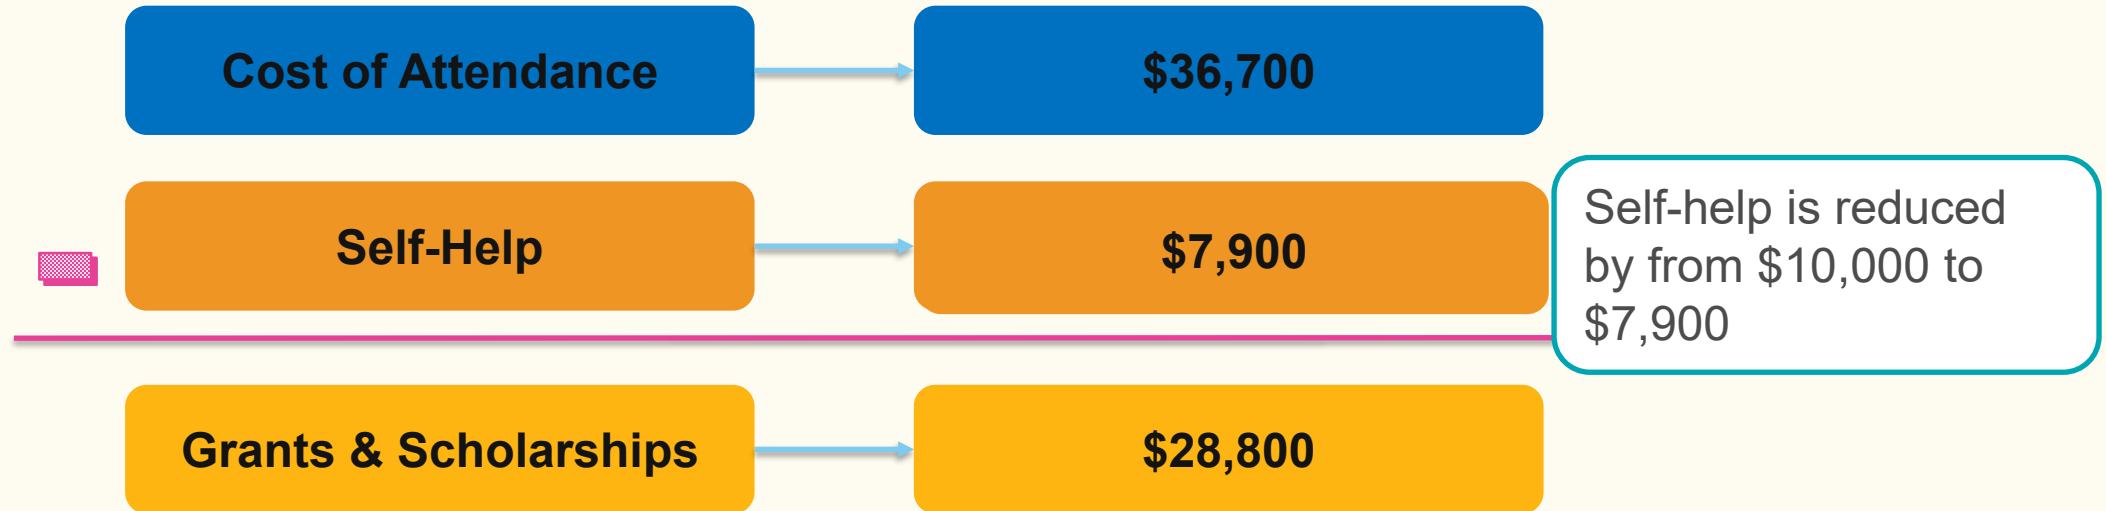 Cost of Attendance
$36,700
Self-Help
$7,900
Self-help is reduced
by from $10,000 to
$7,900
Grants & Scholarships
$28,800